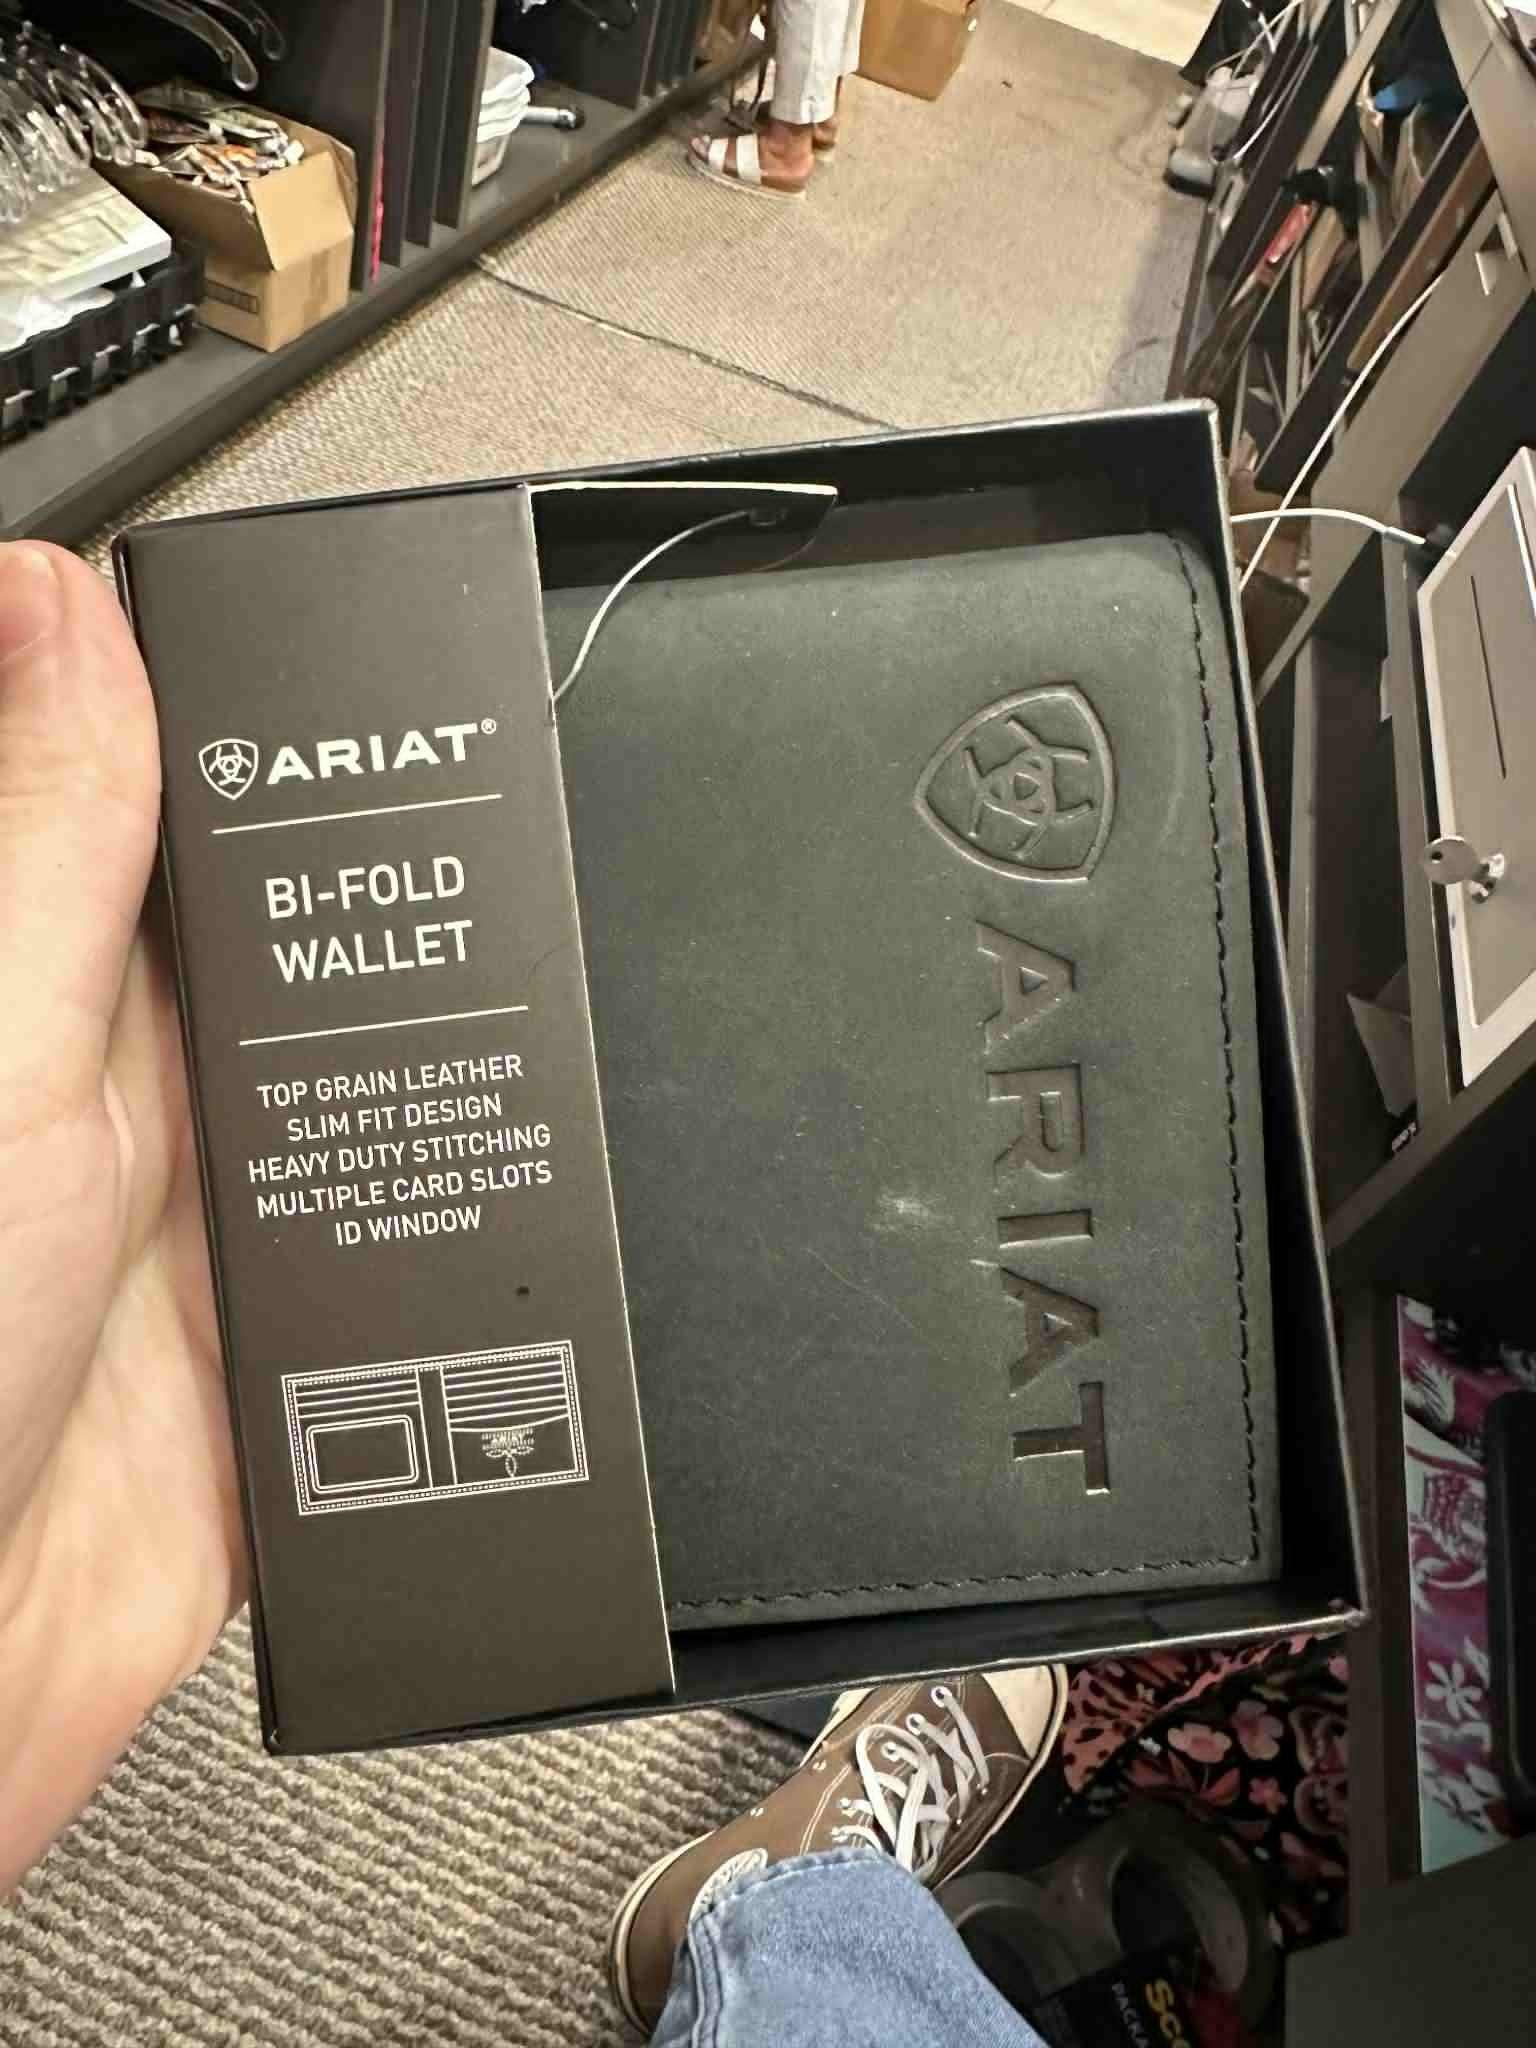 ARIAT®
BI-FOLD
WALLET
TOP GRAIN LEATHER
SLIM FIT DESIGN
HEAVY DUTY STITCHING
MULTIPLE CARD SLOTS
ID WINDOW
ARIAT
ARIAT